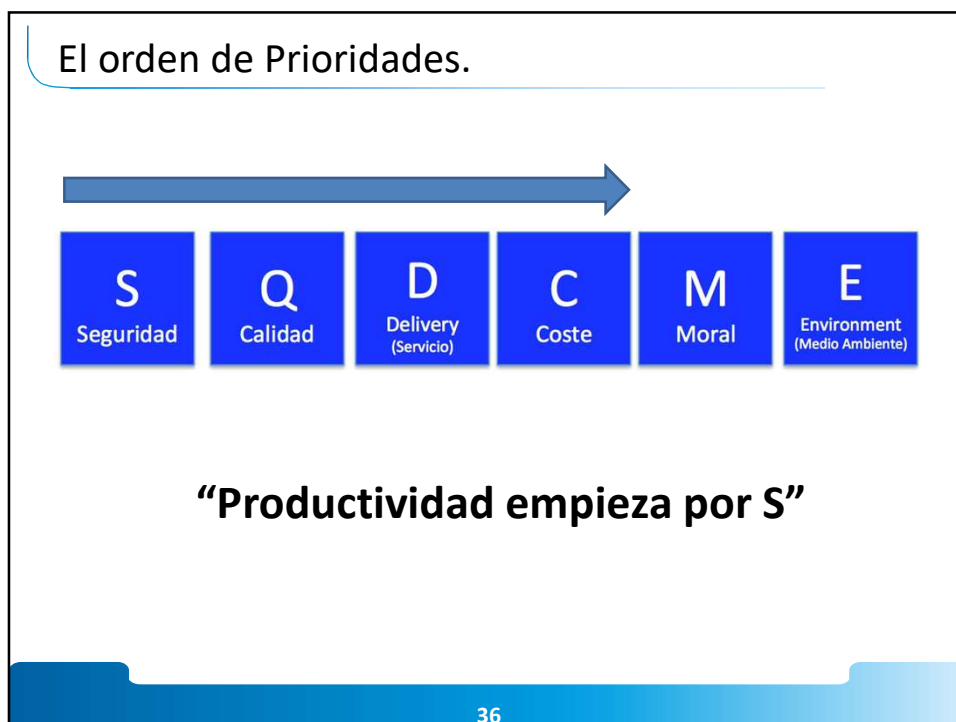 El orden de Prioridades.
S
Seguridad
Q
Calidad
D
Delivery
(Servicio)
C
Coste
M
Moral
E
Environment
(Medio Ambiente)
“Productividad empieza por S”
36